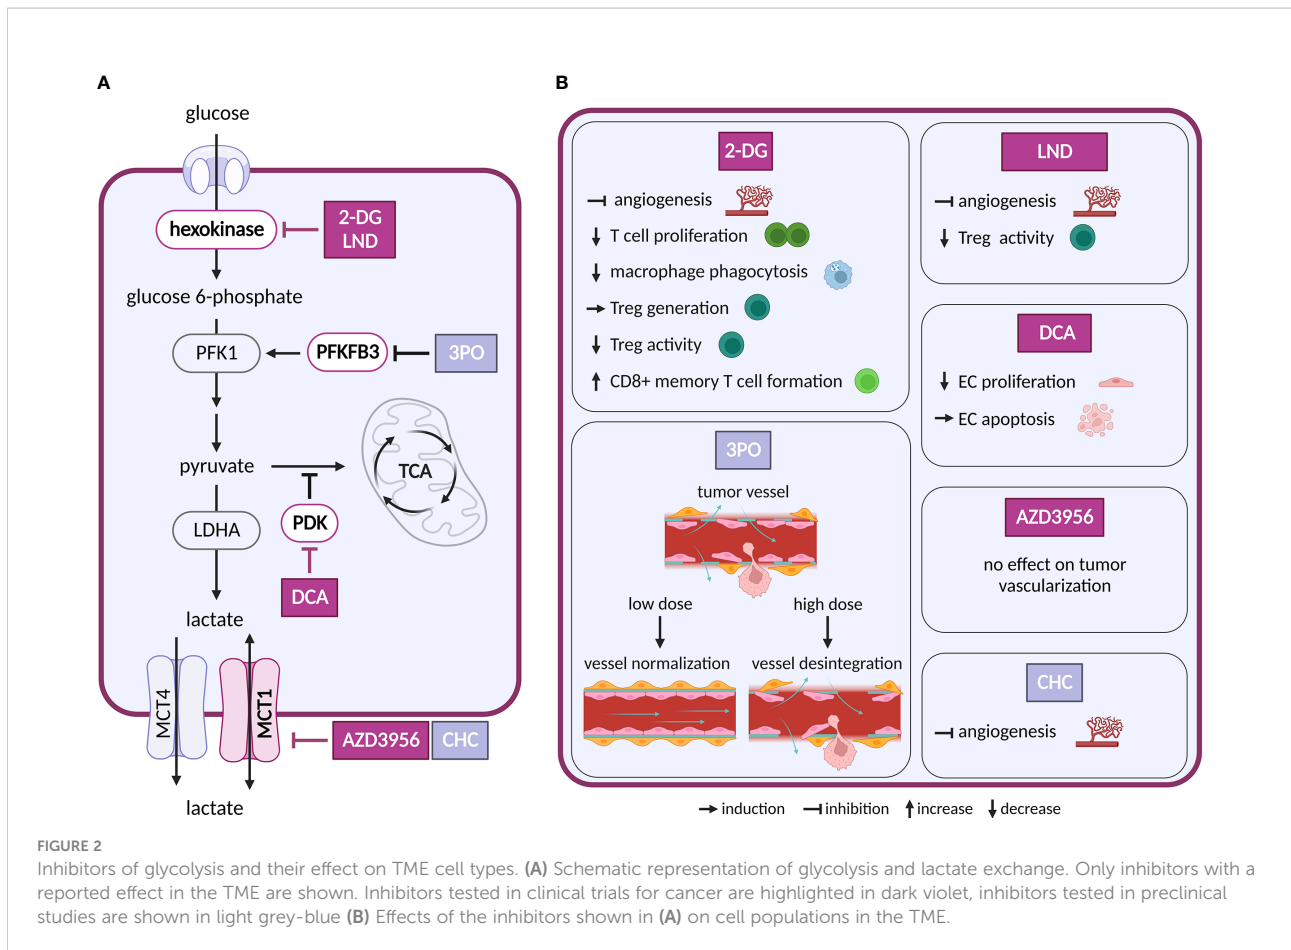 A
glucose
hexokinase
2-DG
LND
glucose 6-phosphate
PFK1
PFKFB3
3PO
pyruvate
TCA
LDHA
PDK
DCA
lactate
MCT4
MCT1
AZD3956
CHC
lactate
B
2-DG
angiogenesis
T cell proliferation
macrophage phagocytosis
Treg generation
Treg activity
CD8+ memory T cell formation
LND
angiogenesis
Treg activity
DCA
EC proliferation
EC apoptosis
3PO
tumor vessel
low dose
high dose
vessel normalization
vessel desintegration
AZD3956
no effect on tumor
vascularization
CHC
angiogenesis
induction inhibition increase decrease
FIGURE 2
Inhibitors of glycolysis and their effect on TME cell types. (A) Schematic representation of glycolysis and lactate exchange. Only inhibitors with a
reported effect in the TME are shown. Inhibitors tested in clinical trials for cancer are highlighted in dark violet, inhibitors tested in preclinical
studies are shown in light grey-blue (B) Effects of the inhibitors shown in (A) on cell populations in the TME.